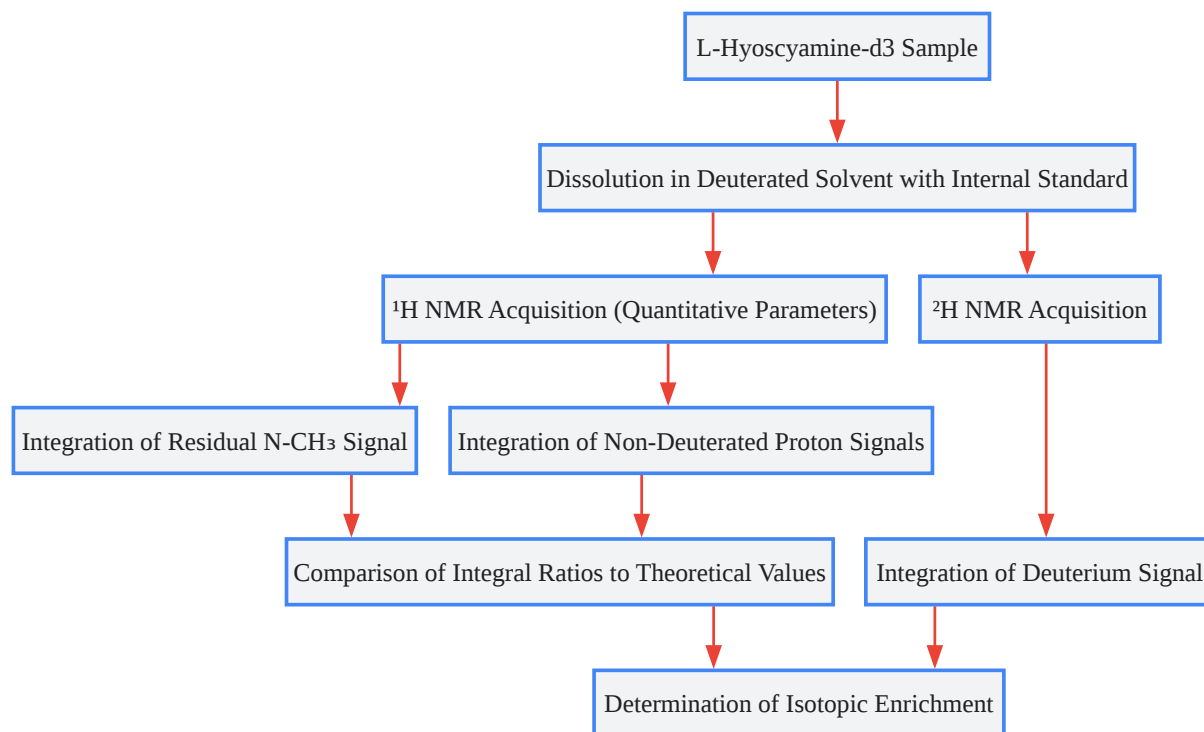 L-Hyoscyamine-d3 Sample
Dissolution in Deuterated Solvent with Internal Standard
¹H NMR Acquisition (Quantitative Parameters)
²H NMR Acquisition
Integration of Residual N-CH₃ Signal
Integration of Non-Deuterated Proton Signals
Comparison of Integral Ratios to Theoretical Values
Integration of Deuterium Signal
Determination of Isotopic Enrichment